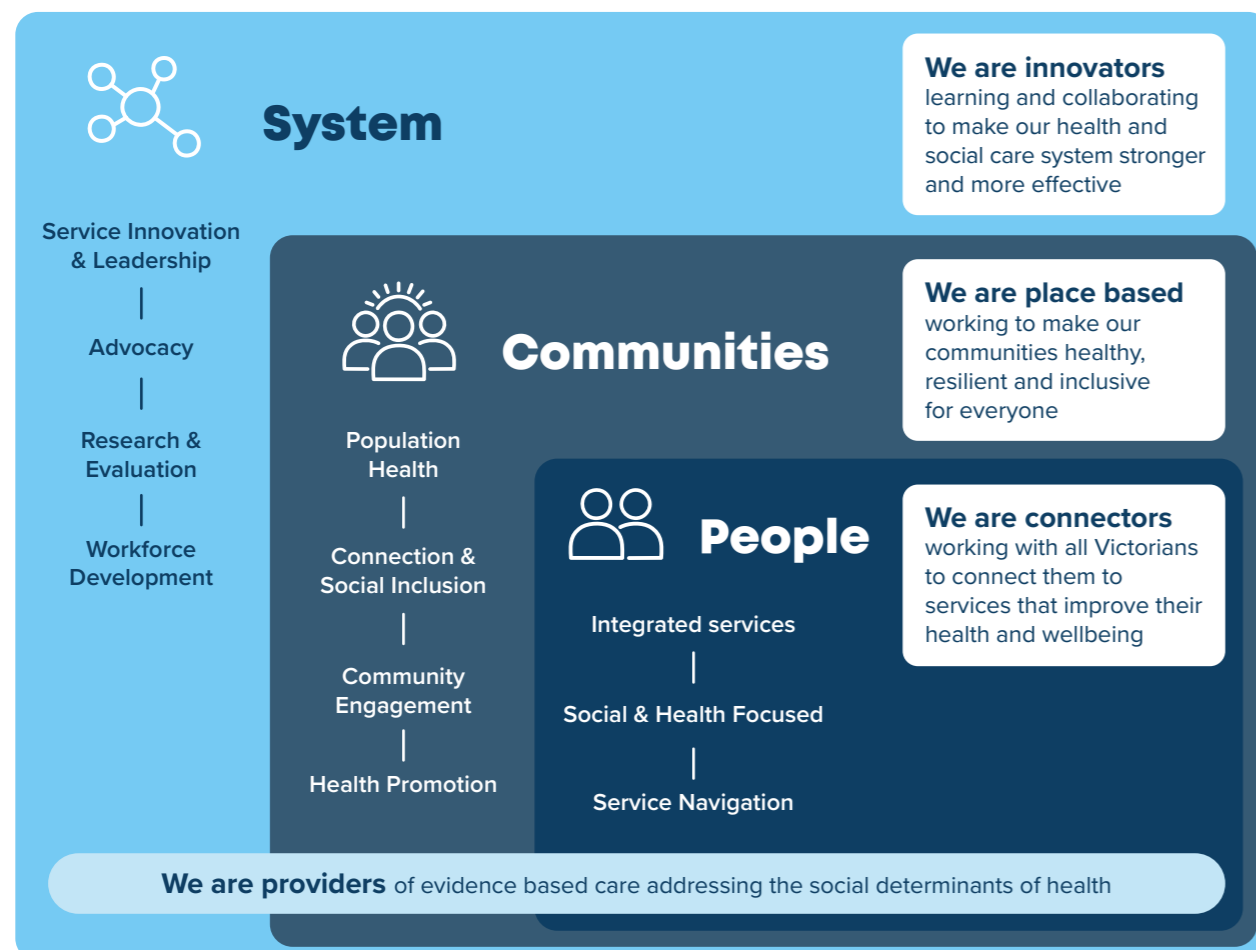 System
We are innovators
learning and collaborating
to make our health and
social care system stronger
and more effective
Service Innovation
& Leadership
Advocacy
Research &
Evaluation
Workforce
Development
Communities
We are place based
working to make our
communities healthy,
resilient and inclusive
for everyone
Population
Health
Connection &
Social Inclusion
Community
Engagement
Health Promotion
People
We are connectors
working with all Victorians
to connect them to
services that improve their
health and wellbeing
Integrated services
Social & Health Focused
Service Navigation
We are providers of evidence based care addressing the social determinants of health